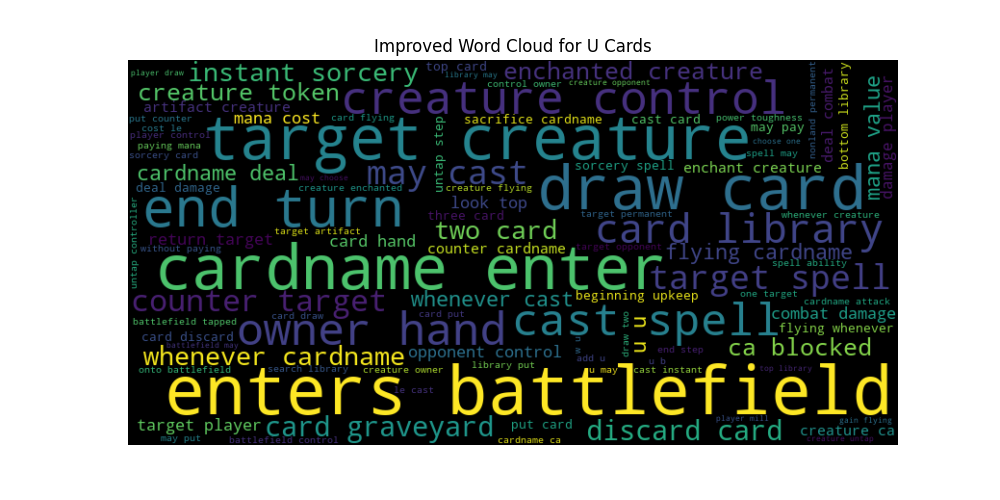 Improved Word Cloud for U Cards
player draw
instant sorcery
top card
library may
enchanted creature
creature opponent
control owner
creature token
creature control
artifact creature
put counter
mana cost
card flying
sacrifice cardname
cast card
power toughness
may pay
nonland permanent
deal combat
bottom library
mana value
damage player
cost le
player control
target creature
untap step
choose one
paying mana
sorcery card
spell may
sorcery spell
enchant creature
cardname deal
may choose
may cast
draw card
deal damage
creature enchanted
creature flying
look top
end turn
three card
target permanent
whenever creature
untap controller
target artifact
two card
card library
return target
card hand
counter cardname
target opponent
flying cardname
without paying
cardname enter
spell ability
target spell
counter target
whenever cast
beginning upkeep
one target
cardname attack
card draw
card put
cast spell
combat damage
battlefield tapped
owner hand
draw two
u u
flying whenever
card discard
battlefield may
w u
end step
whenever cardname
opponent control
add u
u b
ca blocked
onto battlefield
search library
creature owner
library put
u may
cast instant
top library
enters battlefield
le cast
target player
card graveyard
put card
discard card
player mill
gain flying
creature ca
may put
battlefield control
cardname ca
creature untap